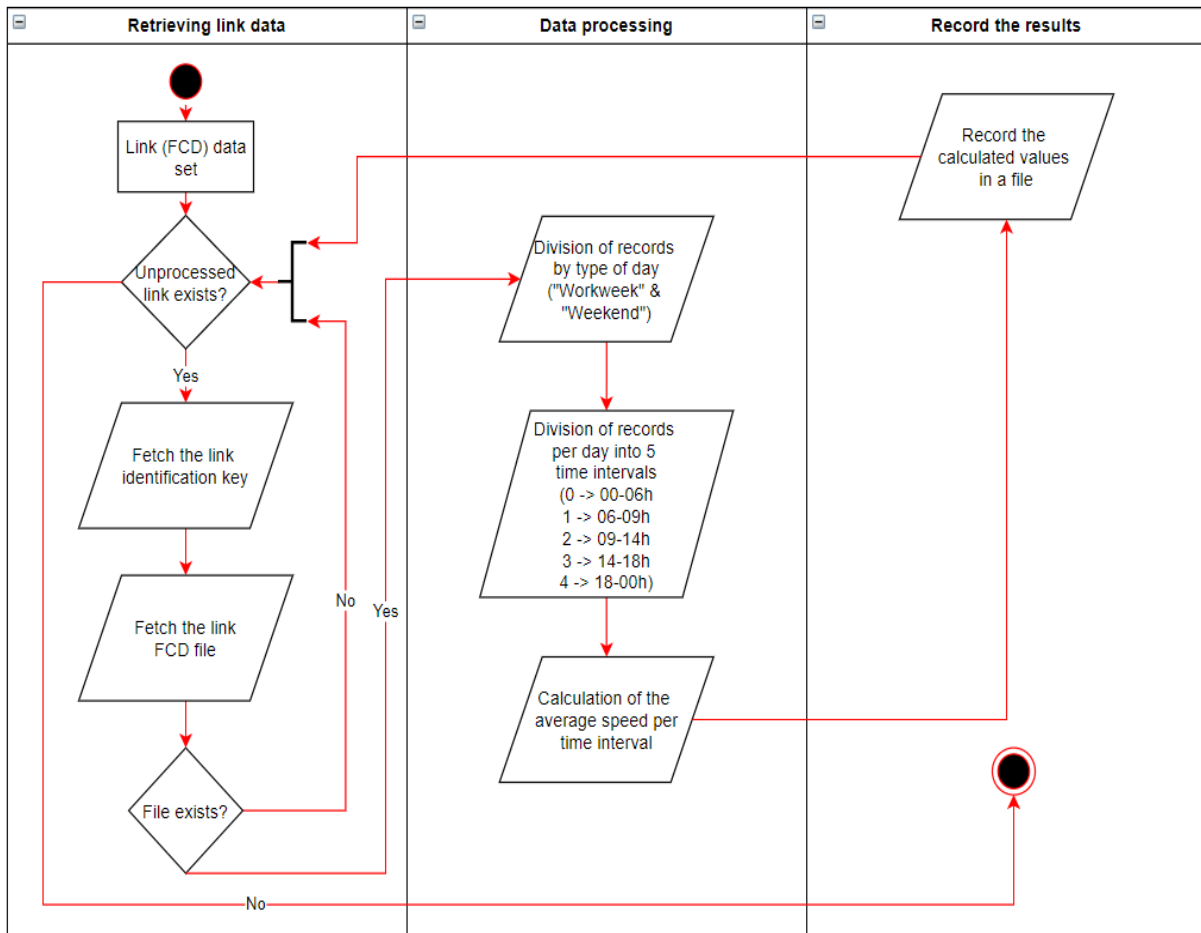 Retrieving link data
Data processing
Record the results
Link (FCD) data
set
Unprocessed
link exists?
Yes
Fetch the link
identification key
Fetch the link
FCD file
File exists?
No
Yes
No
Division of records
by type of day
("Workweek" &
"Weekend")
Division of records
per day into 5
time intervals
(0 -> 00-06h
1 -> 06-09h
2 -> 09-14h
3 -> 14-18h
4 -> 18-00h)
Calculation of the
average speed per
time interval
Record the
calculated values
in a file